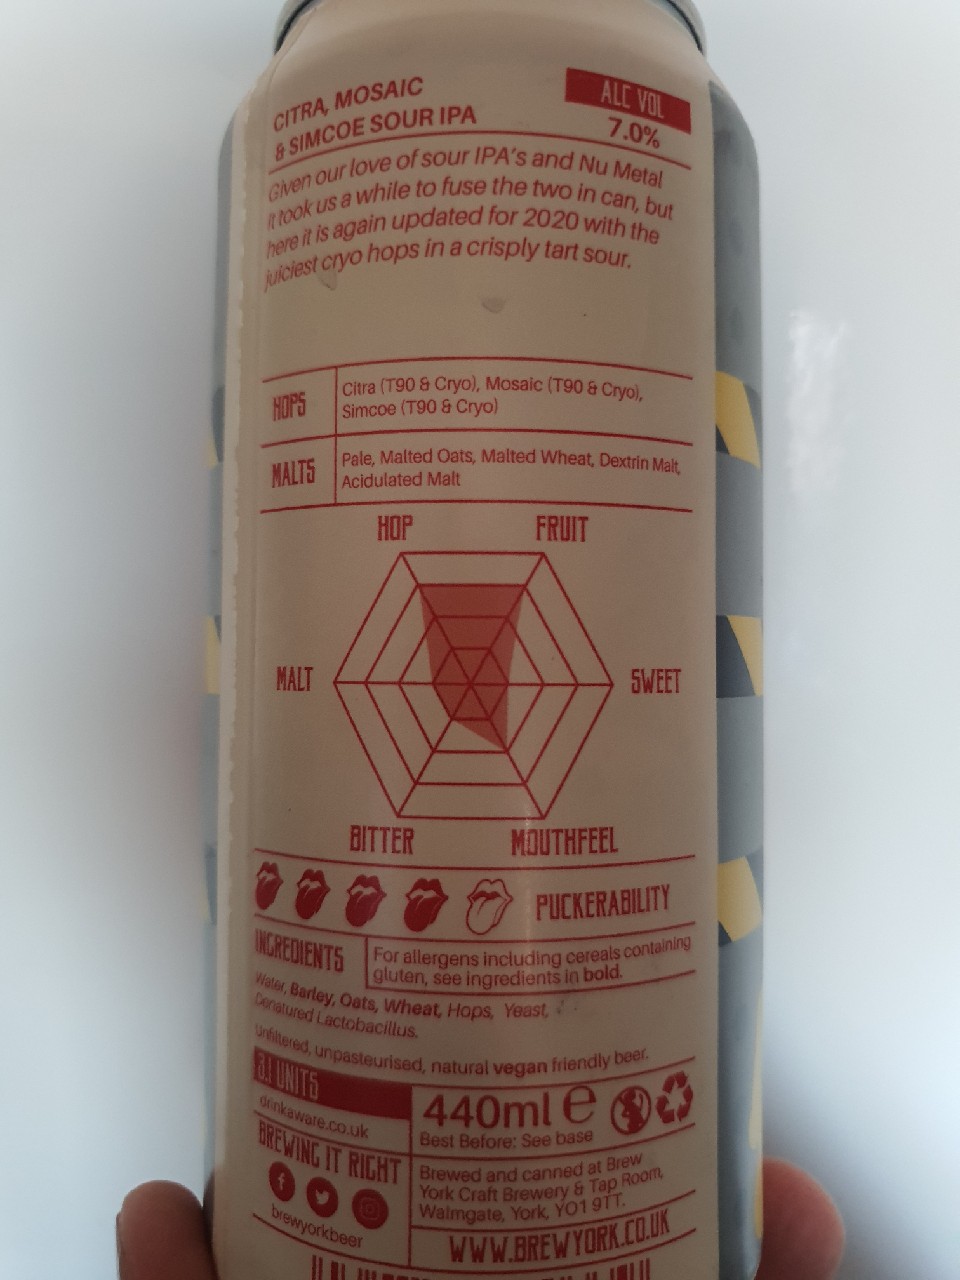 CITRA, MOSAIC
& SIMCOE SOUR IPA
ALC VOL
7.0%
Given our love of sour IPA's and Nu Metal
it took us a while to fuse the two in can, but
here it is again updated for 2020 with the
juiciest cryo hops in a crisply tart sour.
HOPS
Citra (T90 & Cryo), Mosaic (T90 & Cryo),
Simcoe (T90 & Cryo)
MALTS
Pale, Malted Oats, Malted Wheat, Dextrin Malt,
Acidulated Malt
HOP
FRUIT
MALT
SWEET
BITTER
MOUTHFEEL
PUCKERABILITY
INGREDIENTS
For allergens including cereals containing
gluten, see ingredients in bold.
Water, Barley, Oats, Wheat, Hops, Yeast,
Denatured Lactobacillus.
Unfiltered, unpasteurised, natural vegan friendly beer.
3.1 UNITS
drinkaware.co.uk
440ml e
Best Before: See base
BREWING IT RIGHT
brewyorkbeer
Brewed and canned at Brew
York Craft Brewery & Tap Room,
Walmgate, York, YO1 9TT.
WWW.BREWYORK.CO.UK